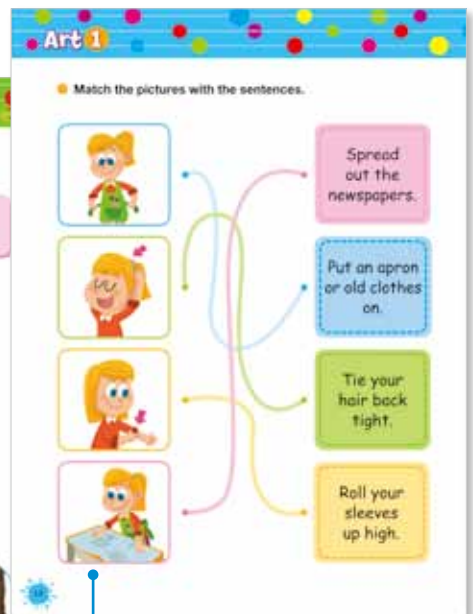 Art 1
Match the pictures with the sentences.
Spread
out the
newspapers.
Put an apron
or old clothes
on.
Tie your
hair back
tight.
Roll your
sleeves
up high.